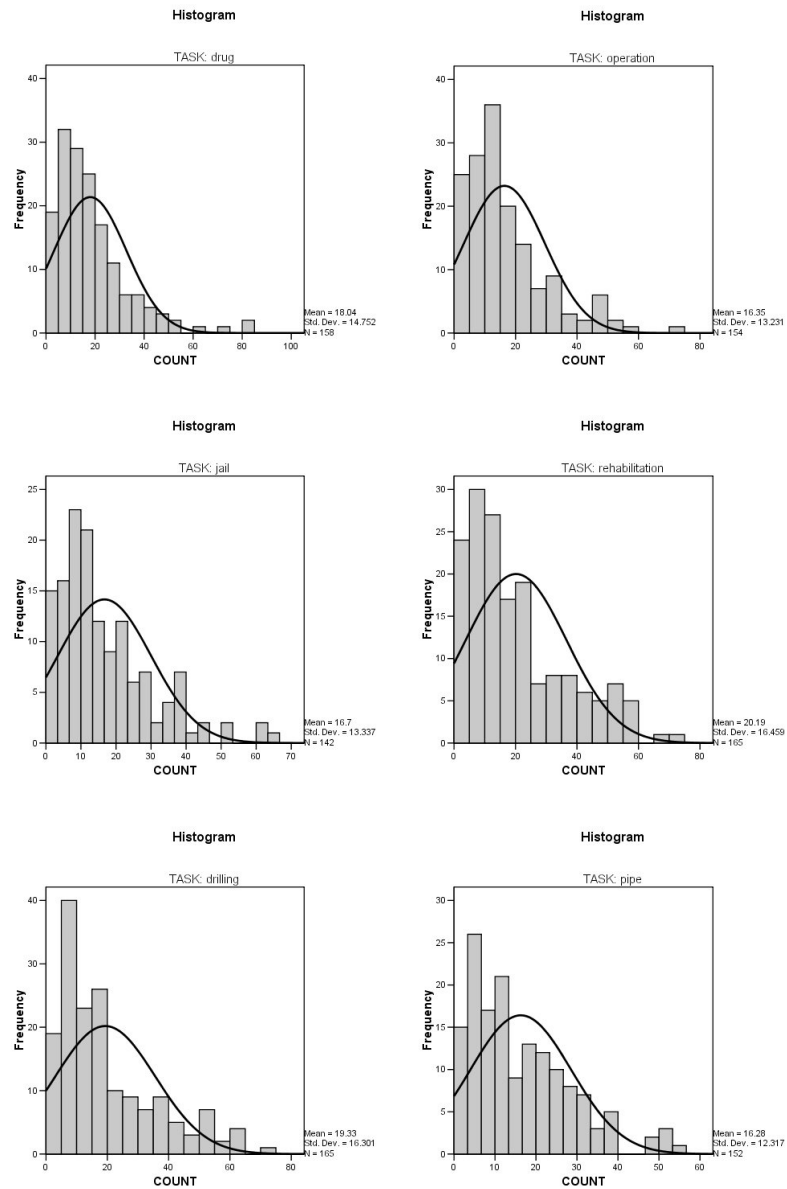 Histogram
TASK: drug
40
30
20
10
0
Frequency
0 20 40 60 80 100
COUNT
Mean = 18.04
Std. Dev. = 14.752
N = 158
Histogram
TASK: operation
40
30
20
10
0
Frequency
0 20 40 60 80
COUNT
Mean = 16.35
Std. Dev. = 13.231
N = 154
Histogram
TASK: jail
25
20
15
10
5
0
Frequency
0 10 20 30 40 50 60 70
COUNT
Mean = 16.7
Std. Dev. = 13.337
N = 142
Histogram
TASK: rehabilitation
30
25
20
15
10
5
0
Frequency
0 20 40 60 80
COUNT
Mean = 20.19
Std. Dev. = 16.459
N = 165
Histogram
TASK: drilling
40
30
20
10
0
Frequency
0 20 40 60 80
COUNT
Mean = 19.33
Std. Dev. = 16.301
N = 165
Histogram
TASK: pipe
30
25
20
15
10
5
0
Frequency
0 10 20 30 40 50 60
COUNT
Mean = 16.28
Std. Dev. = 12.317
N = 152